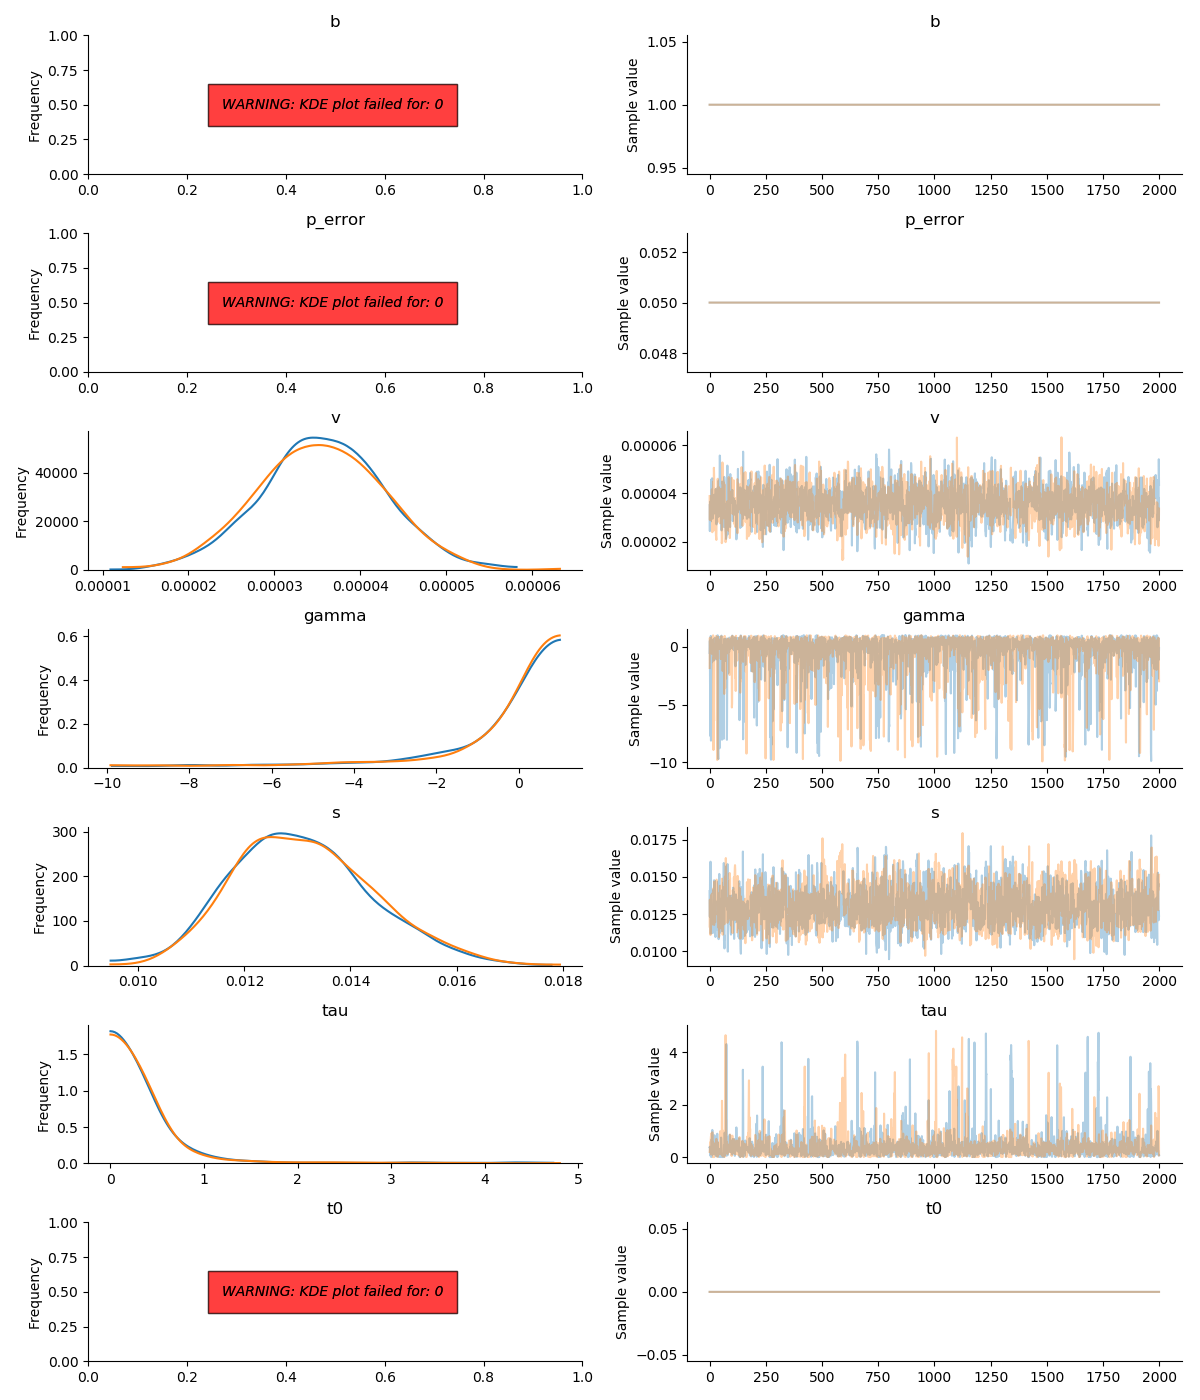 b
1.00
0.75
0.50
0.25
0.00
Frequency
WARNING: KDE plot failed for: 0
0.0 0.2 0.4 0.6 0.8 1.0
b
1.05
1.00
0.95
Sample value
0 250 500 750 1000 1250 1500 1750 2000
p_error
1.00
0.75
0.50
0.25
0.00
Frequency
WARNING: KDE plot failed for: 0
0.0 0.2 0.4 0.6 0.8 1.0
p_error
0.052
0.050
0.048
Sample value
0 250 500 750 1000 1250 1500 1750 2000
v
40000
20000
0
Frequency
0.00001 0.00002 0.00003 0.00004 0.00005 0.00006
v
0.00006
0.00004
0.00002
Sample value
0 250 500 750 1000 1250 1500 1750 2000
gamma
0.6
0.4
0.2
0.0
Frequency
−10 −8 −6 −4 −2 0
gamma
0
−5
−10
Sample value
0 250 500 750 1000 1250 1500 1750 2000
s
300
200
100
0
Frequency
0.010 0.012 0.014 0.016 0.018
s
0.0175
0.0150
0.0125
0.0100
Sample value
0 250 500 750 1000 1250 1500 1750 2000
tau
1.5
1.0
0.5
0.0
Frequency
0 1 2 3 4 5
tau
4
2
0
Sample value
0 250 500 750 1000 1250 1500 1750 2000
t0
1.00
0.75
0.50
0.25
0.00
Frequency
WARNING: KDE plot failed for: 0
0.0 0.2 0.4 0.6 0.8 1.0
t0
0.05
0.00
−0.05
Sample value
0 250 500 750 1000 1250 1500 1750 2000